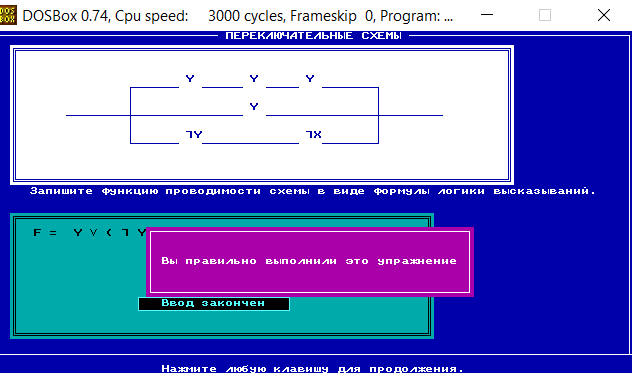 DOSBox 0.74, Cpu speed: 3000 cycles, Frameskip 0, Program: ...
ПЕРЕКЛЮЧАТЕЛЬНЫЕ СХЕМЫ
Y Y Y
Y
⅂Y ⅂X
Запишите функцию проводимости схемы в виде формулы логики высказываний.
F = Y ∨ ( ⅂ Y
Вы правильно выполнили это упражнение
Ввод закончен
Нажмите любую клавишу для продолжения.